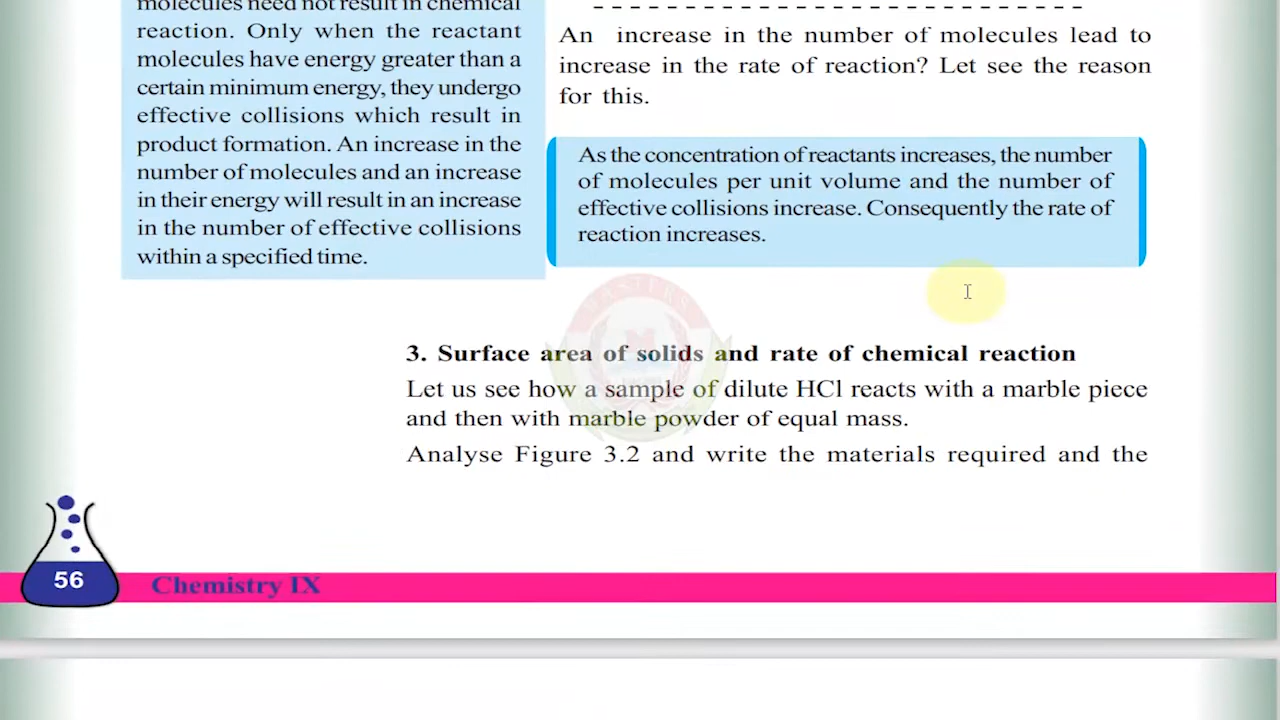 molecules need not result in chemical
reaction. Only when the reactant
molecules have energy greater than a
certain minimum energy, they undergo
effective collisions which result in
product formation. An increase in the
number of molecules and an increase
in their energy will result in an increase
in the number of effective collisions
within a specified time.
An increase in the number of molecules lead to
increase in the rate of reaction? Let see the reason
for this.
As the concentration of reactants increases, the number
of molecules per unit volume and the number of
effective collisions increase. Consequently the rate of
reaction increases.
3. Surface area of solids and rate of chemical reaction
Let us see how a sample of dilute HCl reacts with a marble piece
and then with marble powder of equal mass.
Analyse Figure 3.2 and write the materials required and the
56
Chemistry IX